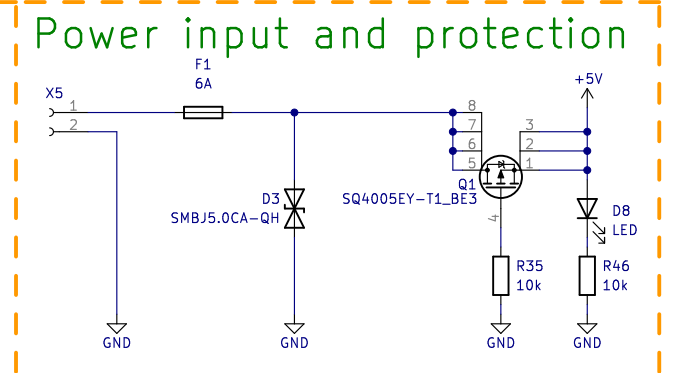 Power input and protection
F1
6A
X5
1
2
+5V
8
7
6
5
3
2
1
Q1
SQ4005EY-T1_BE3
4
D3
SMBJ5.0CA-QH
D8
LED
R35
10k
R46
10k
GND
GND
GND
GND